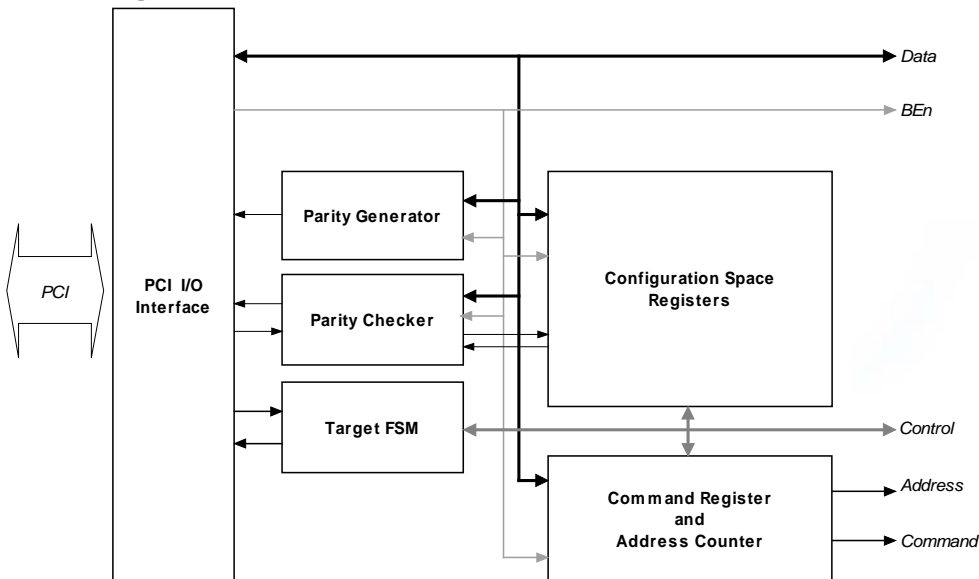 Data
BEn
Parity Generator
Configuration Space
Registers
PCI
PCI I/O
Interface
Parity Checker
Target FSM
Control
Command Register
and
Address Counter
Address
Command